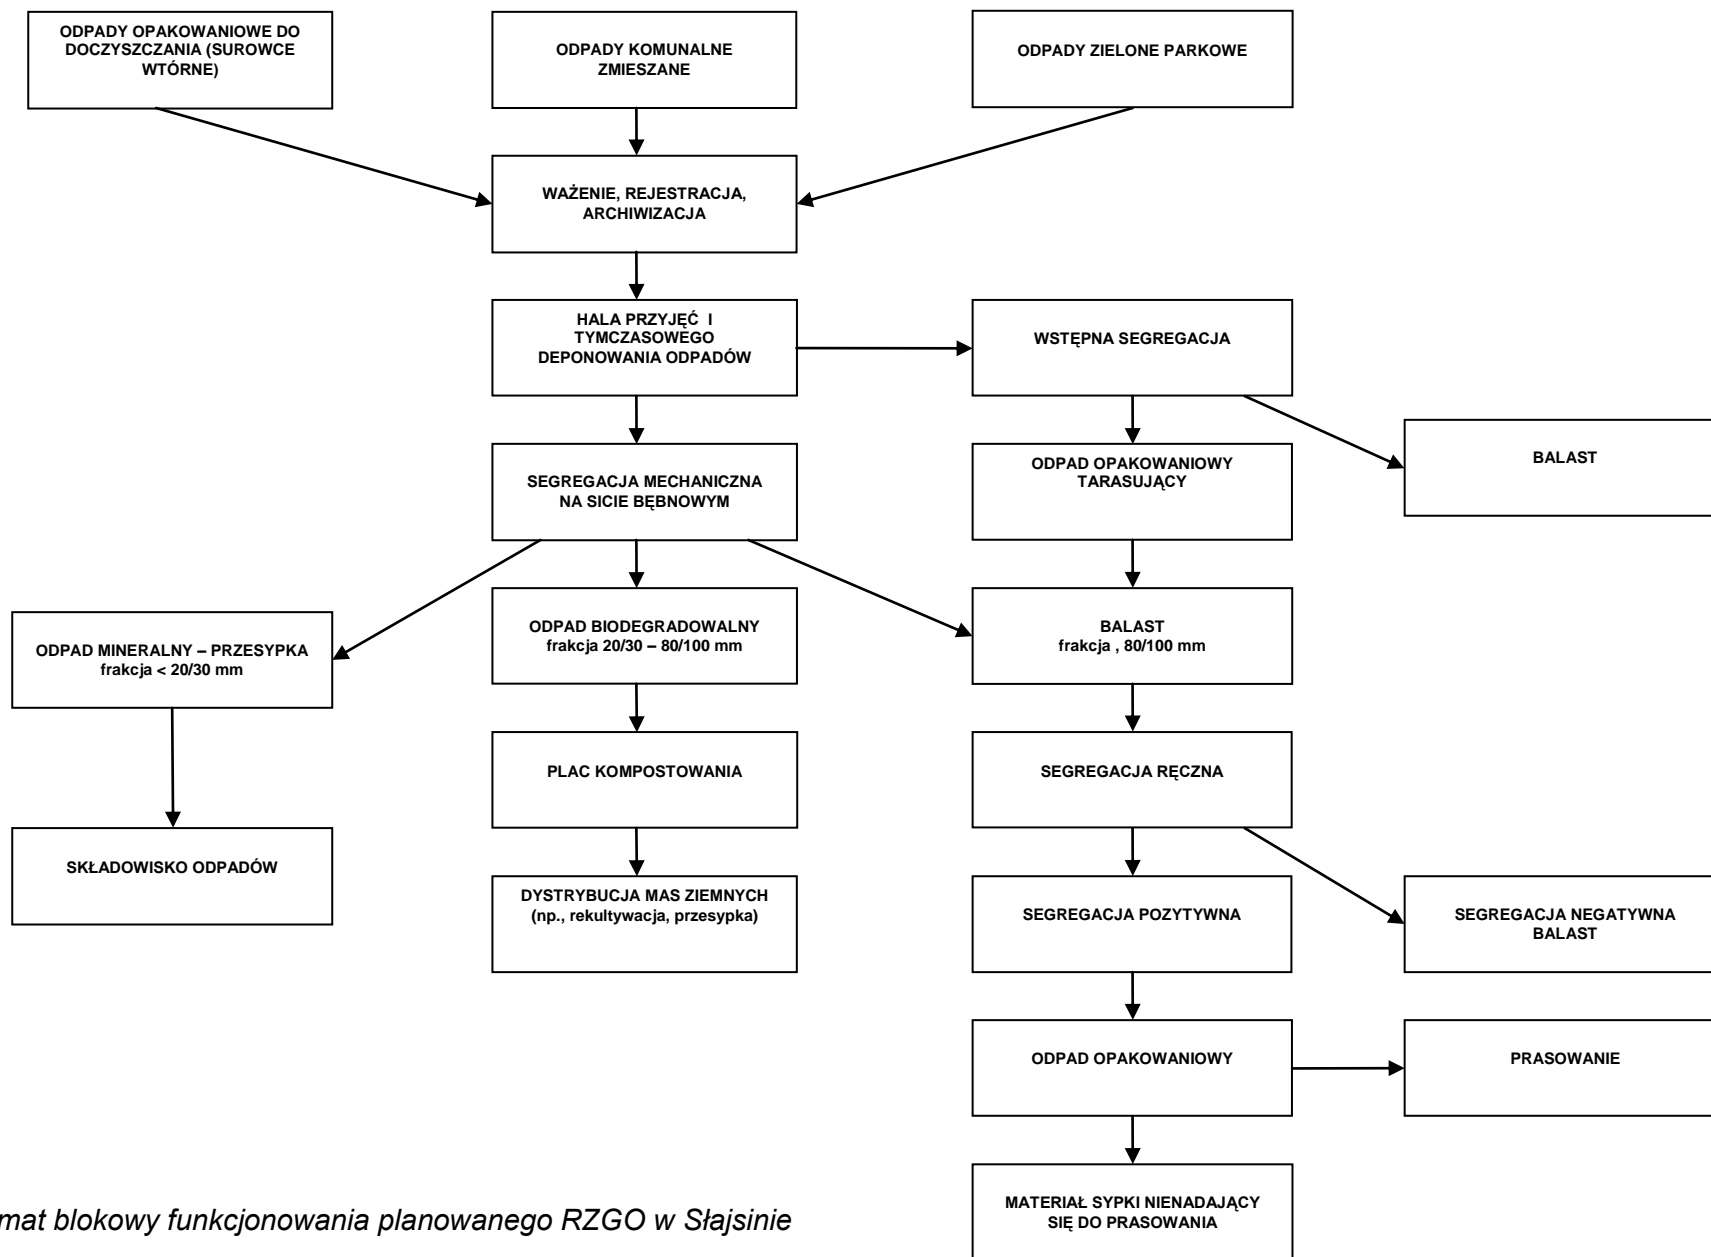 ODPADY OPAKOWANIOWE DO
DOCZYSZCZANIA (SUROWCE
WTÓRNE)
ODPADY KOMUNALNE
ZMIESZANE
ODPADY ZIELONE PARKOWE
WAŻENIE, REJESTRACJA,
ARCHIWIZACJA
HALA PRZYJĘĆ I
TYMCZASOWEGO
DEPONOWANIA ODPADÓW
WSTĘPNA SEGREGACJA
SEGREGACJA MECHANICZNA
NA SICIE BĘBNOWYM
ODPAD OPAKOWANIOWY
TARASUJĄCY
BALAST
ODPAD MINERALNY – PRZESYPKA
frakcja < 20/30 mm
ODPAD BIODEGRADOWALNY
frakcja 20/30 – 80/100 mm
BALAST
frakcja , 80/100 mm
PLAC KOMPOSTOWANIA
SEGREGACJA RĘCZNA
SKŁADOWISKO ODPADÓW
DYSTRYBUCJA MAS ZIEMNYCH
(np., rekultywacja, przesypka)
SEGREGACJA POZYTYWNA
SEGREGACJA NEGATYWNA
BALAST
ODPAD OPAKOWANIOWY
PRASOWANIE
MATERIAŁ SYPKI NIENADAJĄCY
SIĘ DO PRASOWANIA
mat blokowy funkcjonowania planowanego RZGO w Słajsinie